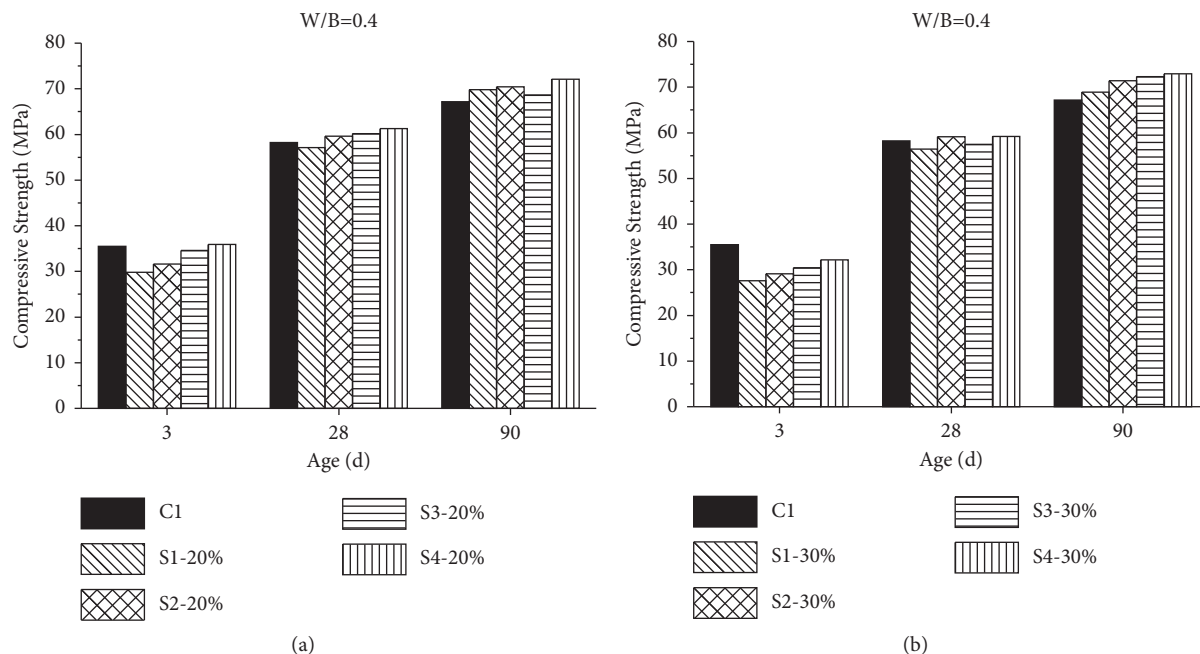 W/B=0.4
80
70
60
50
40
30
20
10
0
Compressive Strength (MPa)
3 28 90
Age (d)
C1
S1-20%
S2-20%
S3-20%
S4-20%
(a)
W/B=0.4
80
70
60
50
40
30
20
10
0
Compressive Strength (MPa)
3 28 90
Age (d)
C1
S1-30%
S2-30%
S3-30%
S4-30%
(b)